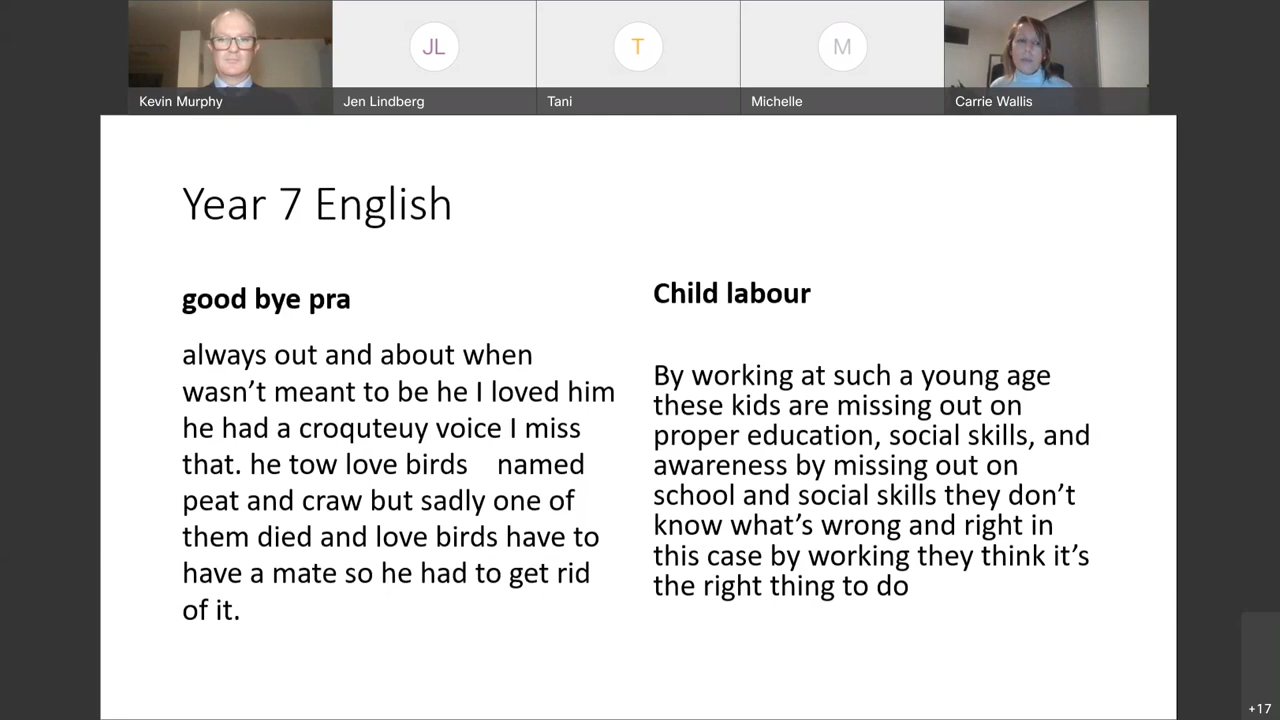 JL
T
M
Kevin Murphy
Jen Lindberg
Tani
Michelle
Carrie Wallis
Year 7 English
good bye pra
always out and about when
wasn’t meant to be he I loved him
he had a croquteuy voice I miss
that. he tow love birds    named
peat and craw but sadly one of
them died and love birds have to
have a mate so he had to get rid
of it.
Child labour
By working at such a young age
these kids are missing out on
proper education, social skills, and
awareness by missing out on
school and social skills they don’t
know what’s wrong and right in
this case by working they think it’s
the right thing to do
+17